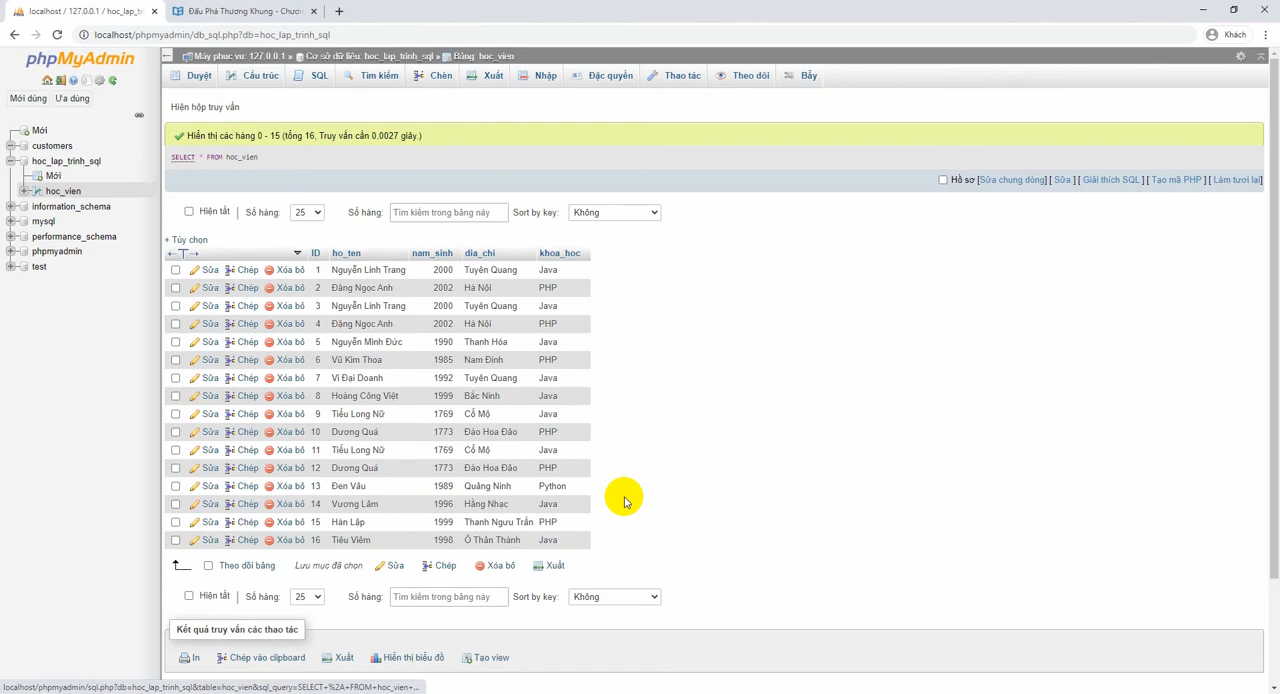 localhost / 127.0.0.1 / hoc_lap_
Đấu Phá Thương Khung - Chươn
localhost/phpmyadmin/db_sql.php?db=hoc_lap_trinh_sql
Khách
phpMyAdmin
Mới dùng Ưa dùng
Mới
customers
hoc_lap_trinh_sql
Mới
hoc_vien
information_schema
mysql
performance_schema
phpmyadmin
test
Máy phục vụ: 127.0.0.1 » Cơ sở dữ liệu: hoc_lap_trinh_sql » Bảng: hoc_vien
Duyệt Cấu trúc SQL Tìm kiếm Chèn Xuất Nhập Đặc quyền Thao tác Theo dõi Bẫy
Hiện hộp truy vấn
Hiển thị các hàng 0 - 15 (tổng 16, Truy vấn cần 0,0027 giây.)
SELECT * FROM hoc_vien
Hồ sơ [Sửa chung dòng] [ Sửa ] [ Giải thích SQL ] [ Tạo mã PHP ] [ Làm tươi lại]
Hiện tất | Số hàng: 25 Số hàng: Tìm kiếm trong bảng này Sort by key: Không
+ Tùy chọn
←T→ ID ho_ten nam_sinh dia_chi khoa_hoc
Sửa Chép Xóa bỏ 1 Nguyễn Linh Trang 2000 Tuyên Quang Java
Sửa Chép Xóa bỏ 2 Đặng Ngọc Anh 2002 Hà Nội PHP
Sửa Chép Xóa bỏ 3 Nguyễn Linh Trang 2000 Tuyên Quang Java
Sửa Chép Xóa bỏ 4 Đặng Ngọc Anh 2002 Hà Nội PHP
Sửa Chép Xóa bỏ 5 Nguyễn Minh Đức 1990 Thanh Hóa Java
Sửa Chép Xóa bỏ 6 Vũ Kim Thoa 1985 Nam Định PHP
Sửa Chép Xóa bỏ 7 Vi Đại Doanh 1992 Tuyên Quang Java
Sửa Chép Xóa bỏ 8 Hoàng Công Việt 1999 Bắc Ninh Java
Sửa Chép Xóa bỏ 9 Tiểu Long Nữ 1769 Cổ Mộ Java
Sửa Chép Xóa bỏ 10 Dương Quá 1773 Đào Hoa Đảo PHP
Sửa Chép Xóa bỏ 11 Tiểu Long Nữ 1769 Cổ Mộ Java
Sửa Chép Xóa bỏ 12 Dương Quá 1773 Đào Hoa Đảo PHP
Sửa Chép Xóa bỏ 13 Đen Vâu 1989 Quảng Ninh Python
Sửa Chép Xóa bỏ 14 Vương Lâm 1996 Hằng Nhạc Java
Sửa Chép Xóa bỏ 15 Hàn Lập 1999 Thanh Ngưu Trấn PHP
Sửa Chép Xóa bỏ 16 Tiêu Viêm 1998 Ô Thản Thành Java
Theo dõi bảng Lưu mục đã chọn Sửa Chép Xóa bỏ Xuất
Hiện tất | Số hàng: 25 Số hàng: Tìm kiếm trong bảng này Sort by key: Không
Kết quả truy vấn các thao tác
In Chép vào clipboard Xuất Hiển thị biểu đồ Tạo view
localhost/phpmyadmin/sql.php?db=hoc_lap_trinh_sql&table=hoc_vien&sql_query=SELECT+%2A+FROM+hoc_vien+...